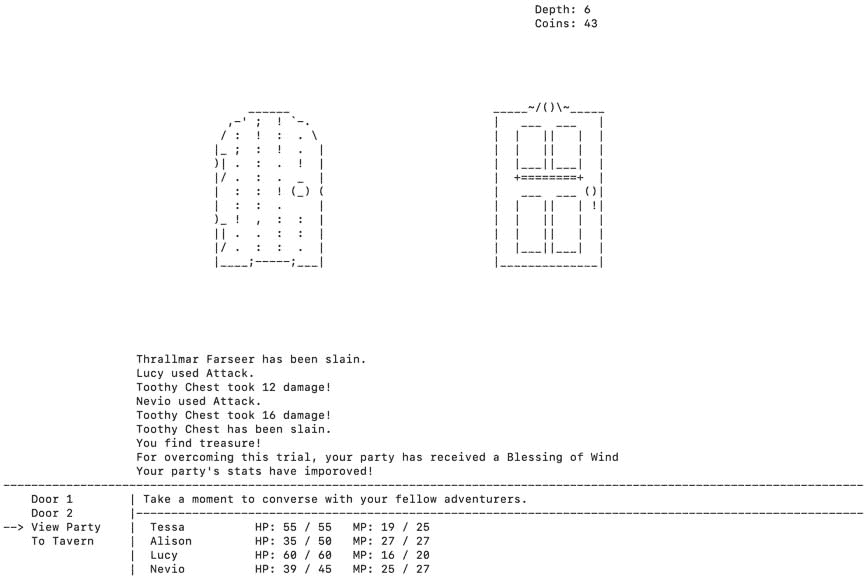 Depth: 6
Coins: 43
Thrallmar Farseer has been slain.
Lucy used Attack.
Toothy Chest took 12 damage!
Nevio used Attack.
Toothy Chest took 16 damage!
Toothy Chest has been slain.
You find treasure!
For overcoming this trial, your party has received a Blessing of Wind
Your party's stats have imporoved!
Door 1 | Take a moment to converse with your fellow adventurers.
Door 2
--> View Party | Tessa HP: 55 / 55 MP: 19 / 25
To Tavern | Alison HP: 35 / 50 MP: 27 / 27
| Lucy HP: 60 / 60 MP: 16 / 20
| Nevio HP: 39 / 45 MP: 25 / 27